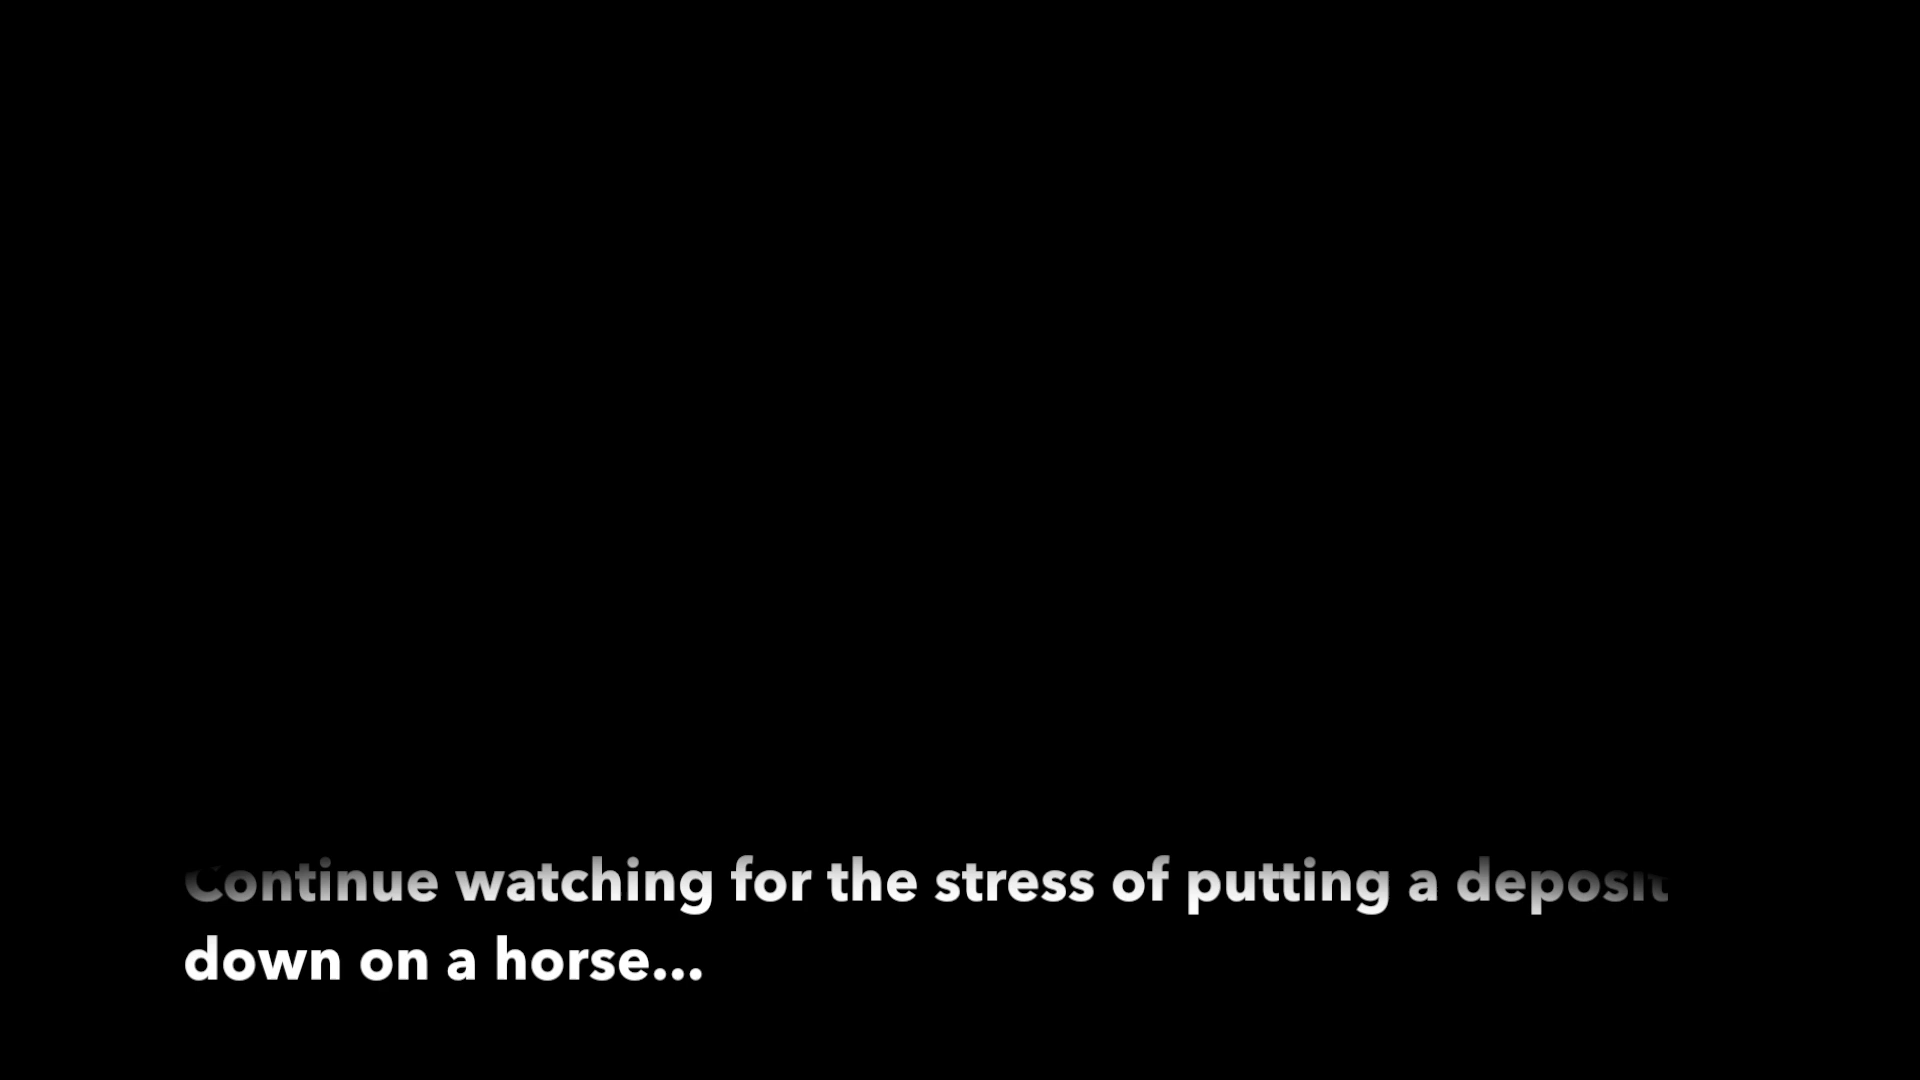 Continue watching for the stress of putting a deposit
down on a horse...